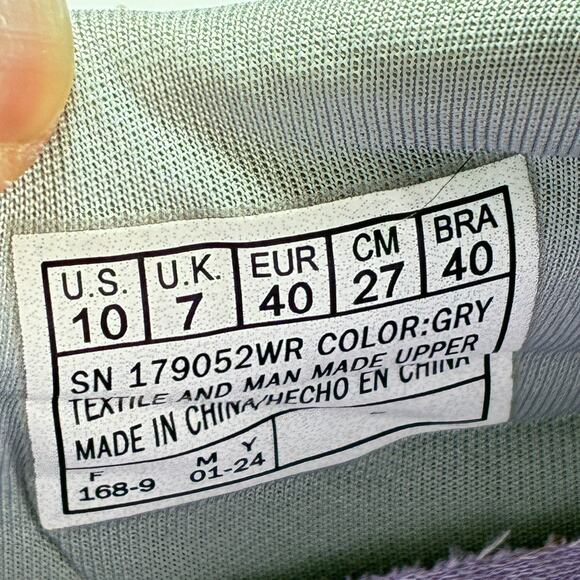 U.S. U.K. EUR CM BRA
10 7 40 27 40
SN 179052WR COLOR:GRY
TEXTILE AND MAN MADE UPPER
MADE IN CHINA/HECHO EN CHINA
F M Y
168-9 01-24